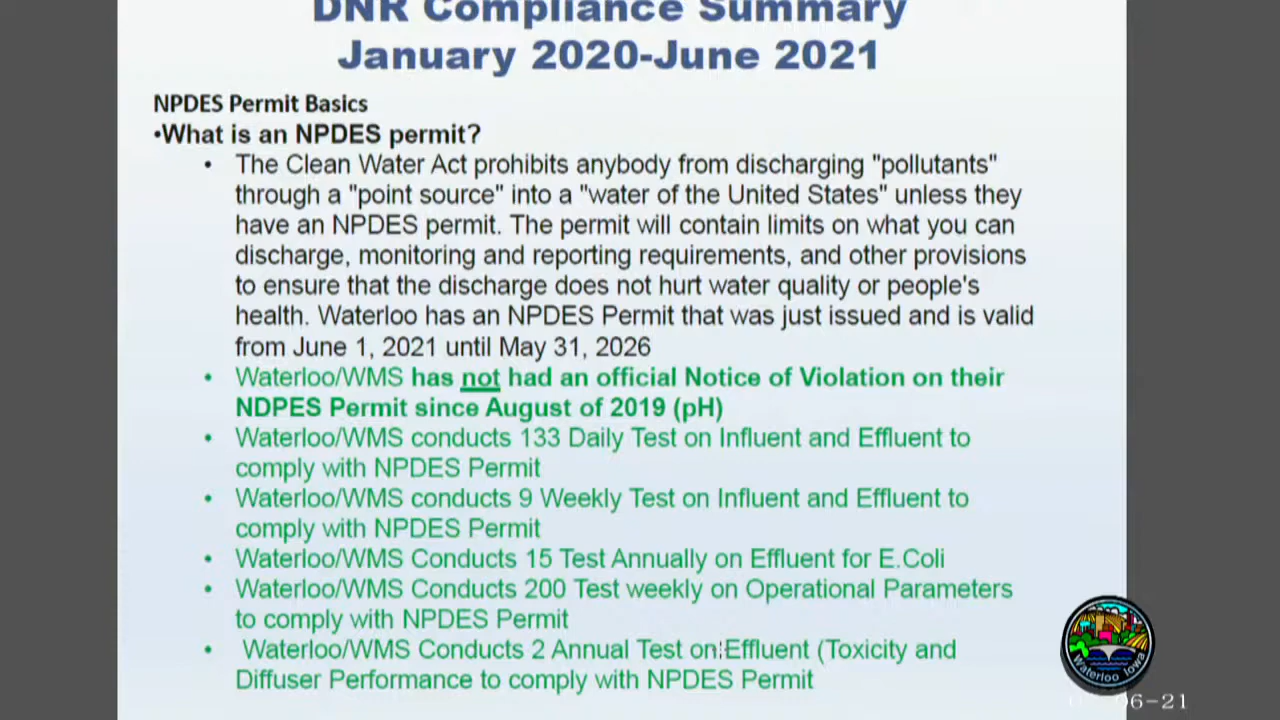 DNR Compliance Summary
January 2020-June 2021
NPDES Permit Basics
•What is an NPDES permit?
• The Clean Water Act prohibits anybody from discharging "pollutants"
through a "point source" into a "water of the United States" unless they
have an NPDES permit. The permit will contain limits on what you can
discharge, monitoring and reporting requirements, and other provisions
to ensure that the discharge does not hurt water quality or people's
health. Waterloo has an NPDES Permit that was just issued and is valid
from June 1, 2021 until May 31, 2026
• Waterloo/WMS has not had an official Notice of Violation on their
NDPES Permit since August of 2019 (pH)
• Waterloo/WMS conducts 133 Daily Test on Influent and Effluent to
comply with NPDES Permit
• Waterloo/WMS conducts 9 Weekly Test on Influent and Effluent to
comply with NPDES Permit
• Waterloo/WMS Conducts 15 Test Annually on Effluent for E.Coli
• Waterloo/WMS Conducts 200 Test weekly on Operational Parameters
to comply with NPDES Permit
• Waterloo/WMS Conducts 2 Annual Test on Effluent (Toxicity and
Diffuser Performance to comply with NPDES Permit
Waterloo Iowa
6-21